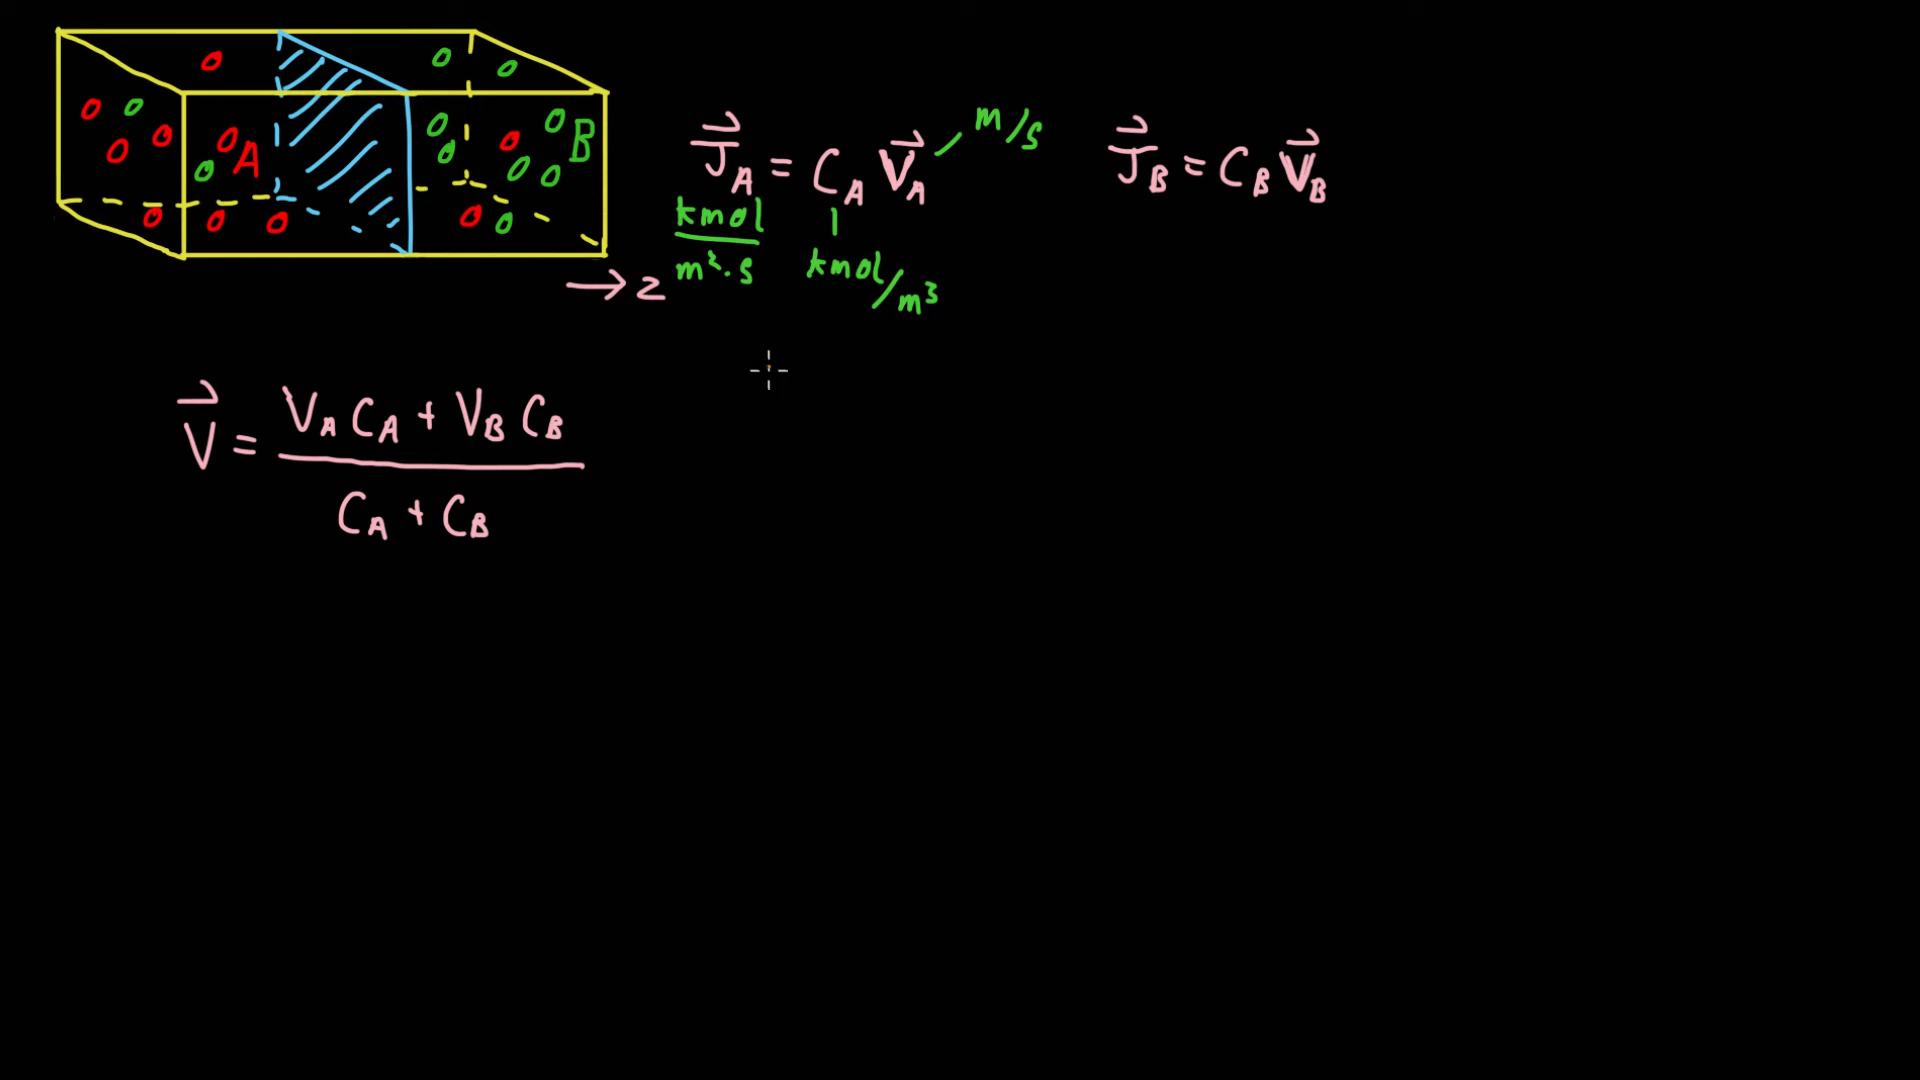 A
B
→ z
J⃗_A = C_A V⃗_A
m/s
kmol
m²·s
kmol/m³
J⃗_B = C_B V⃗_B
V⃗ = V_A C_A + V_B C_B
C_A + C_B